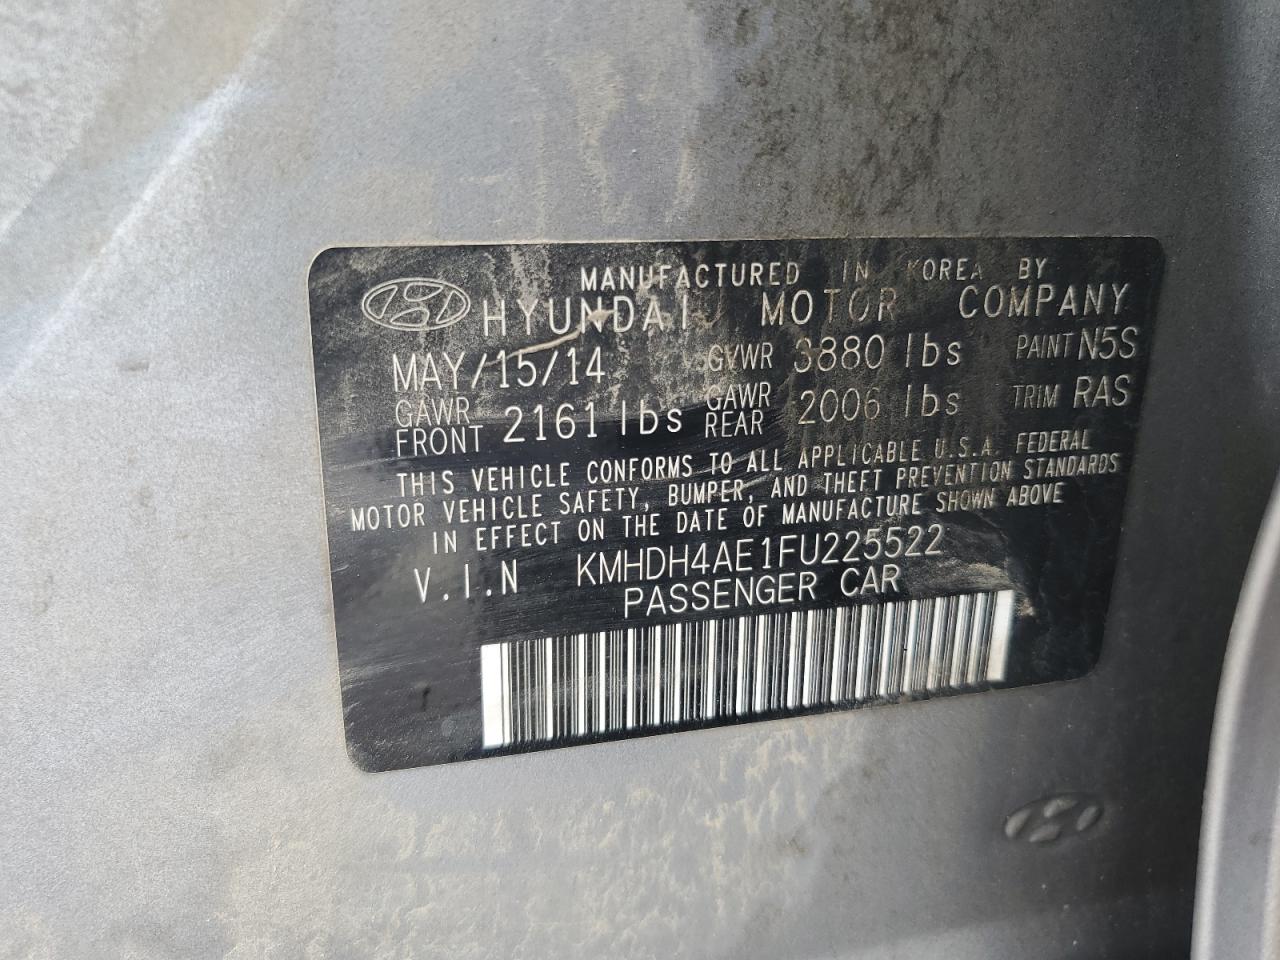 MANUFACTURED IN KOREA BY
HYUNDAI MOTOR COMPANY
MAY/15/14 GVWR 3880 lbs PAINT N5S
GAWR FRONT 2161 lbs GAWR REAR 2006 lbs TRIM RAS
THIS VEHICLE CONFORMS TO ALL APPLICABLE U.S.A. FEDERAL
MOTOR VEHICLE SAFETY, BUMPER, AND THEFT PREVENTION STANDARDS
IN EFFECT ON THE DATE OF MANUFACTURE SHOWN ABOVE
V.I.N KMHDH4AE1FU225522
PASSENGER CAR